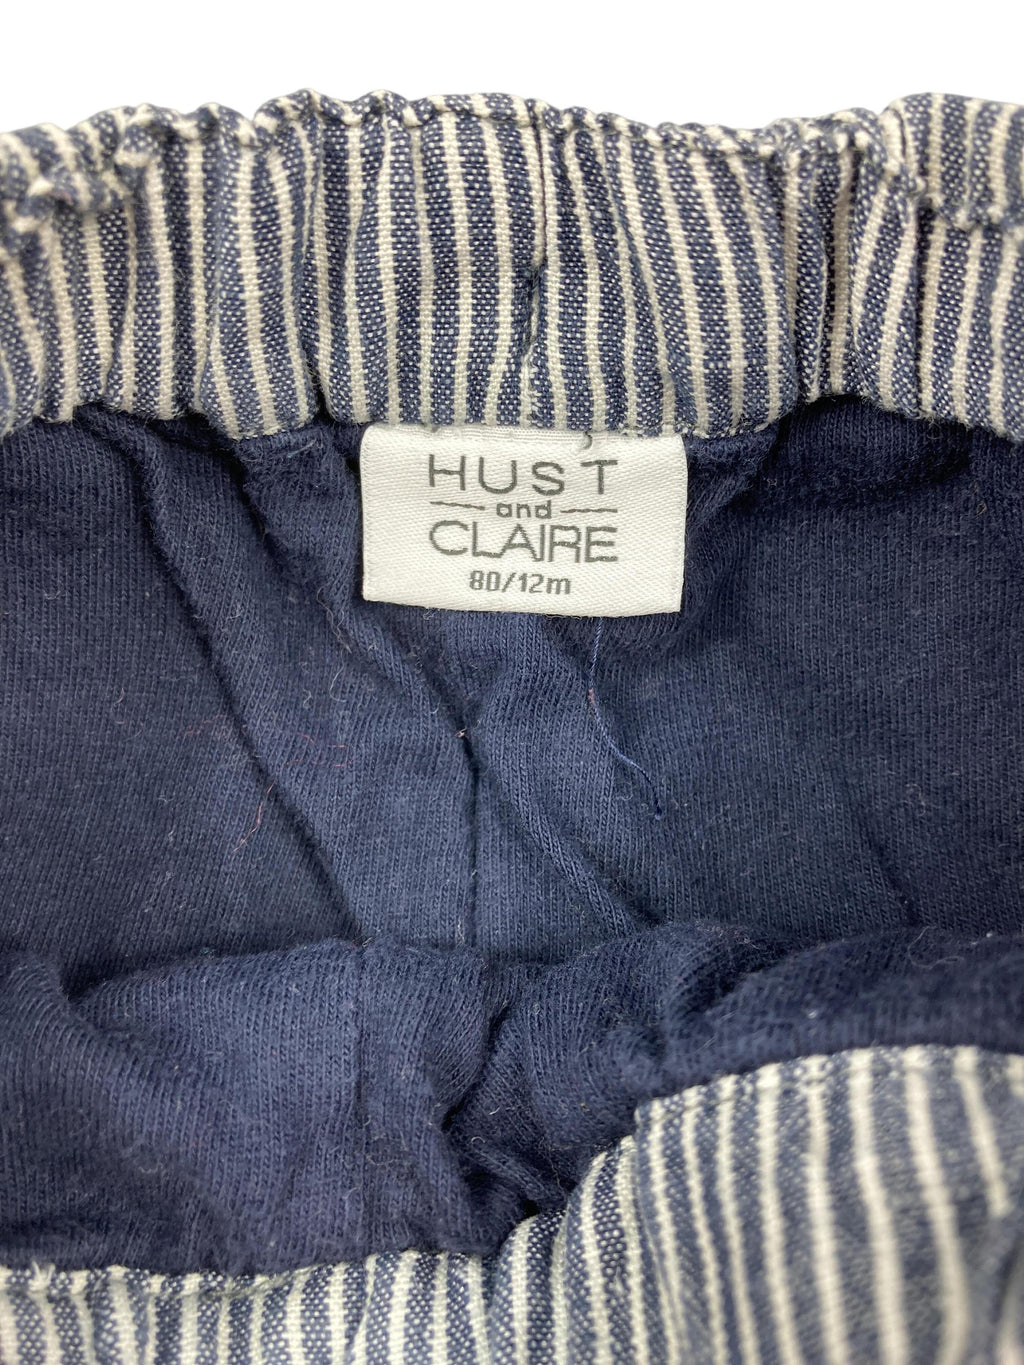 HUST
and
CLAIRE
80/12m